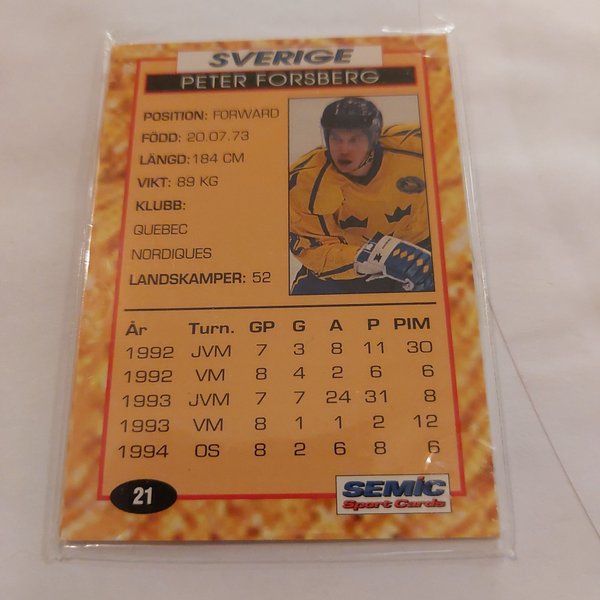 SVERIGE
PETER FORSBERG
POSITION: FORWARD
FÖDD: 20.07.73
LÄNGD:184 CM
VIKT: 89 KG
KLUBB:
QUEBEC
NORDIQUES
LANDSKAMPER: 52
År Turn. GP G A P PIM
1992 JVM 7 3 8 11 30
1992 VM 8 4 2 6 6
1993 JVM 7 7 24 31 8
1993 VM 8 1 1 2 12
1994 OS 8 2 6 8 6
21
SEMIC
Sport Cards